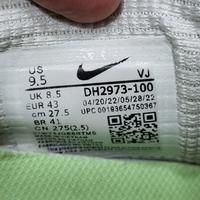 US
9.5
VJ
UK 8.5
DH2973-100
EUR 43
04/20/22/05/28/22
cm 27.5
UPC 00193654750367
BR 41
CN 275(2.5)